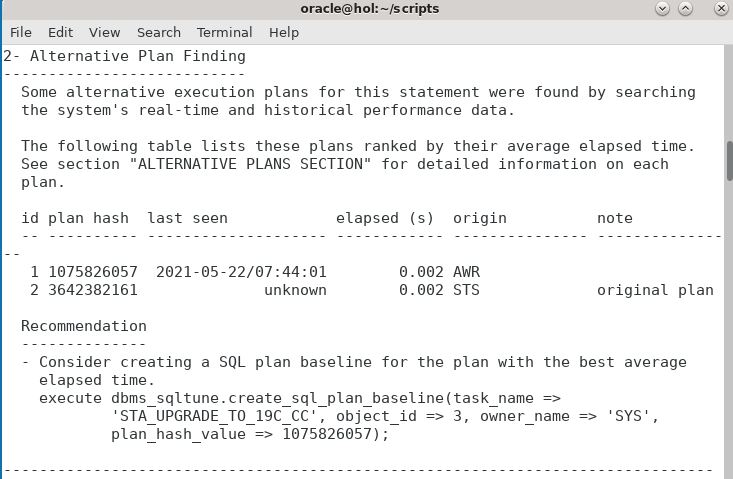 oracle@hol:~/scripts
File Edit View Search Terminal Help
2- Alternative Plan Finding
---------------------------
  Some alternative execution plans for this statement were found by searching
  the system's real-time and historical performance data.

  The following table lists these plans ranked by their average elapsed time.
  See section "ALTERNATIVE PLANS SECTION" for detailed information on each
  plan.

  id plan hash  last seen            elapsed (s)  origin          note
  -- ---------- -------------------- ------------ --------------- --------------
--
   1 1075826057  2021-05-22/07:44:01        0.002 AWR
   2 3642382161              unknown        0.002 STS             original plan

  Recommendation
  --------------
  - Consider creating a SQL plan baseline for the plan with the best average
    elapsed time.
    execute dbms_sqltune.create_sql_plan_baseline(task_name =>
            'STA_UPGRADE_TO_19C_CC', object_id => 3, owner_name => 'SYS',
            plan_hash_value => 1075826057);

-------------------------------------------------------------------------------